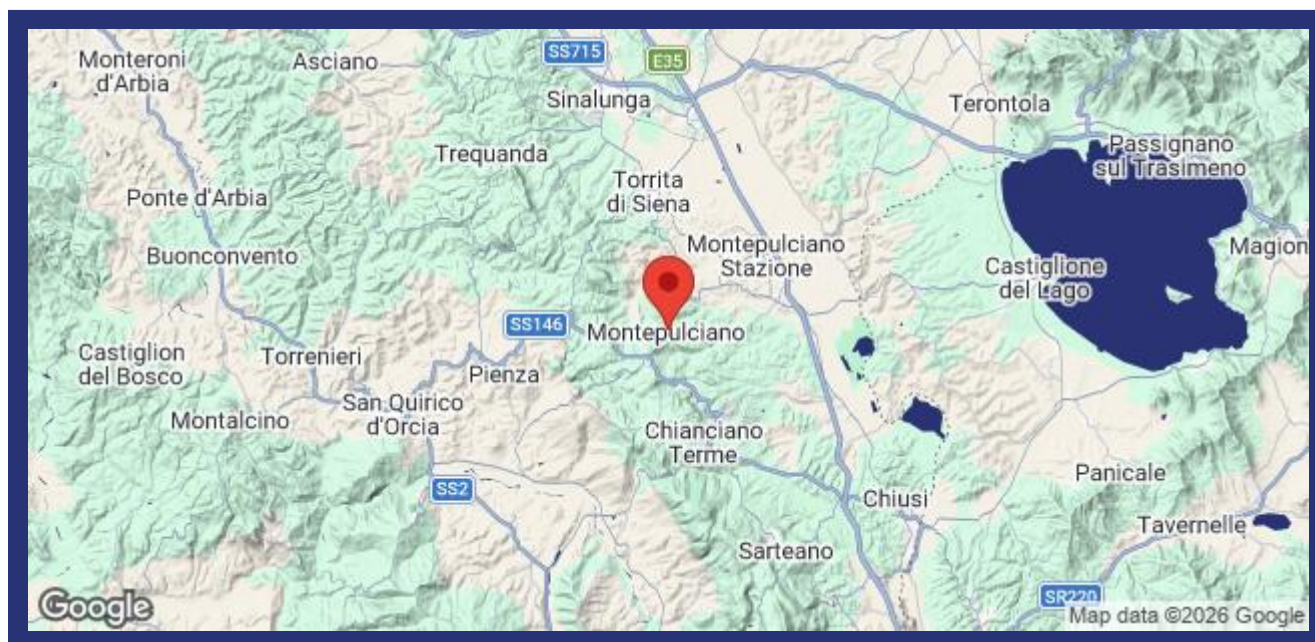 Monteroni
d'Arbia
Asciano
SS715
E35
Sinalunga
Terontola
Trequanda
Passignano
sul Trasimeno
Ponte d'Arbia
Torrita
di Siena
Buonconvento
Montepulciano
Stazione
Magion
Castiglione
del Lago
SS146
Montepulciano
Castiglion
del Bosco
Torrenieri
Pienza
Montalcino
San Quirico
d'Orcia
Chianciano
Terme
Panicale
SS2
Chiusi
Tavernelle
Sarteano
SR220
Google
Map data ©2026 Google